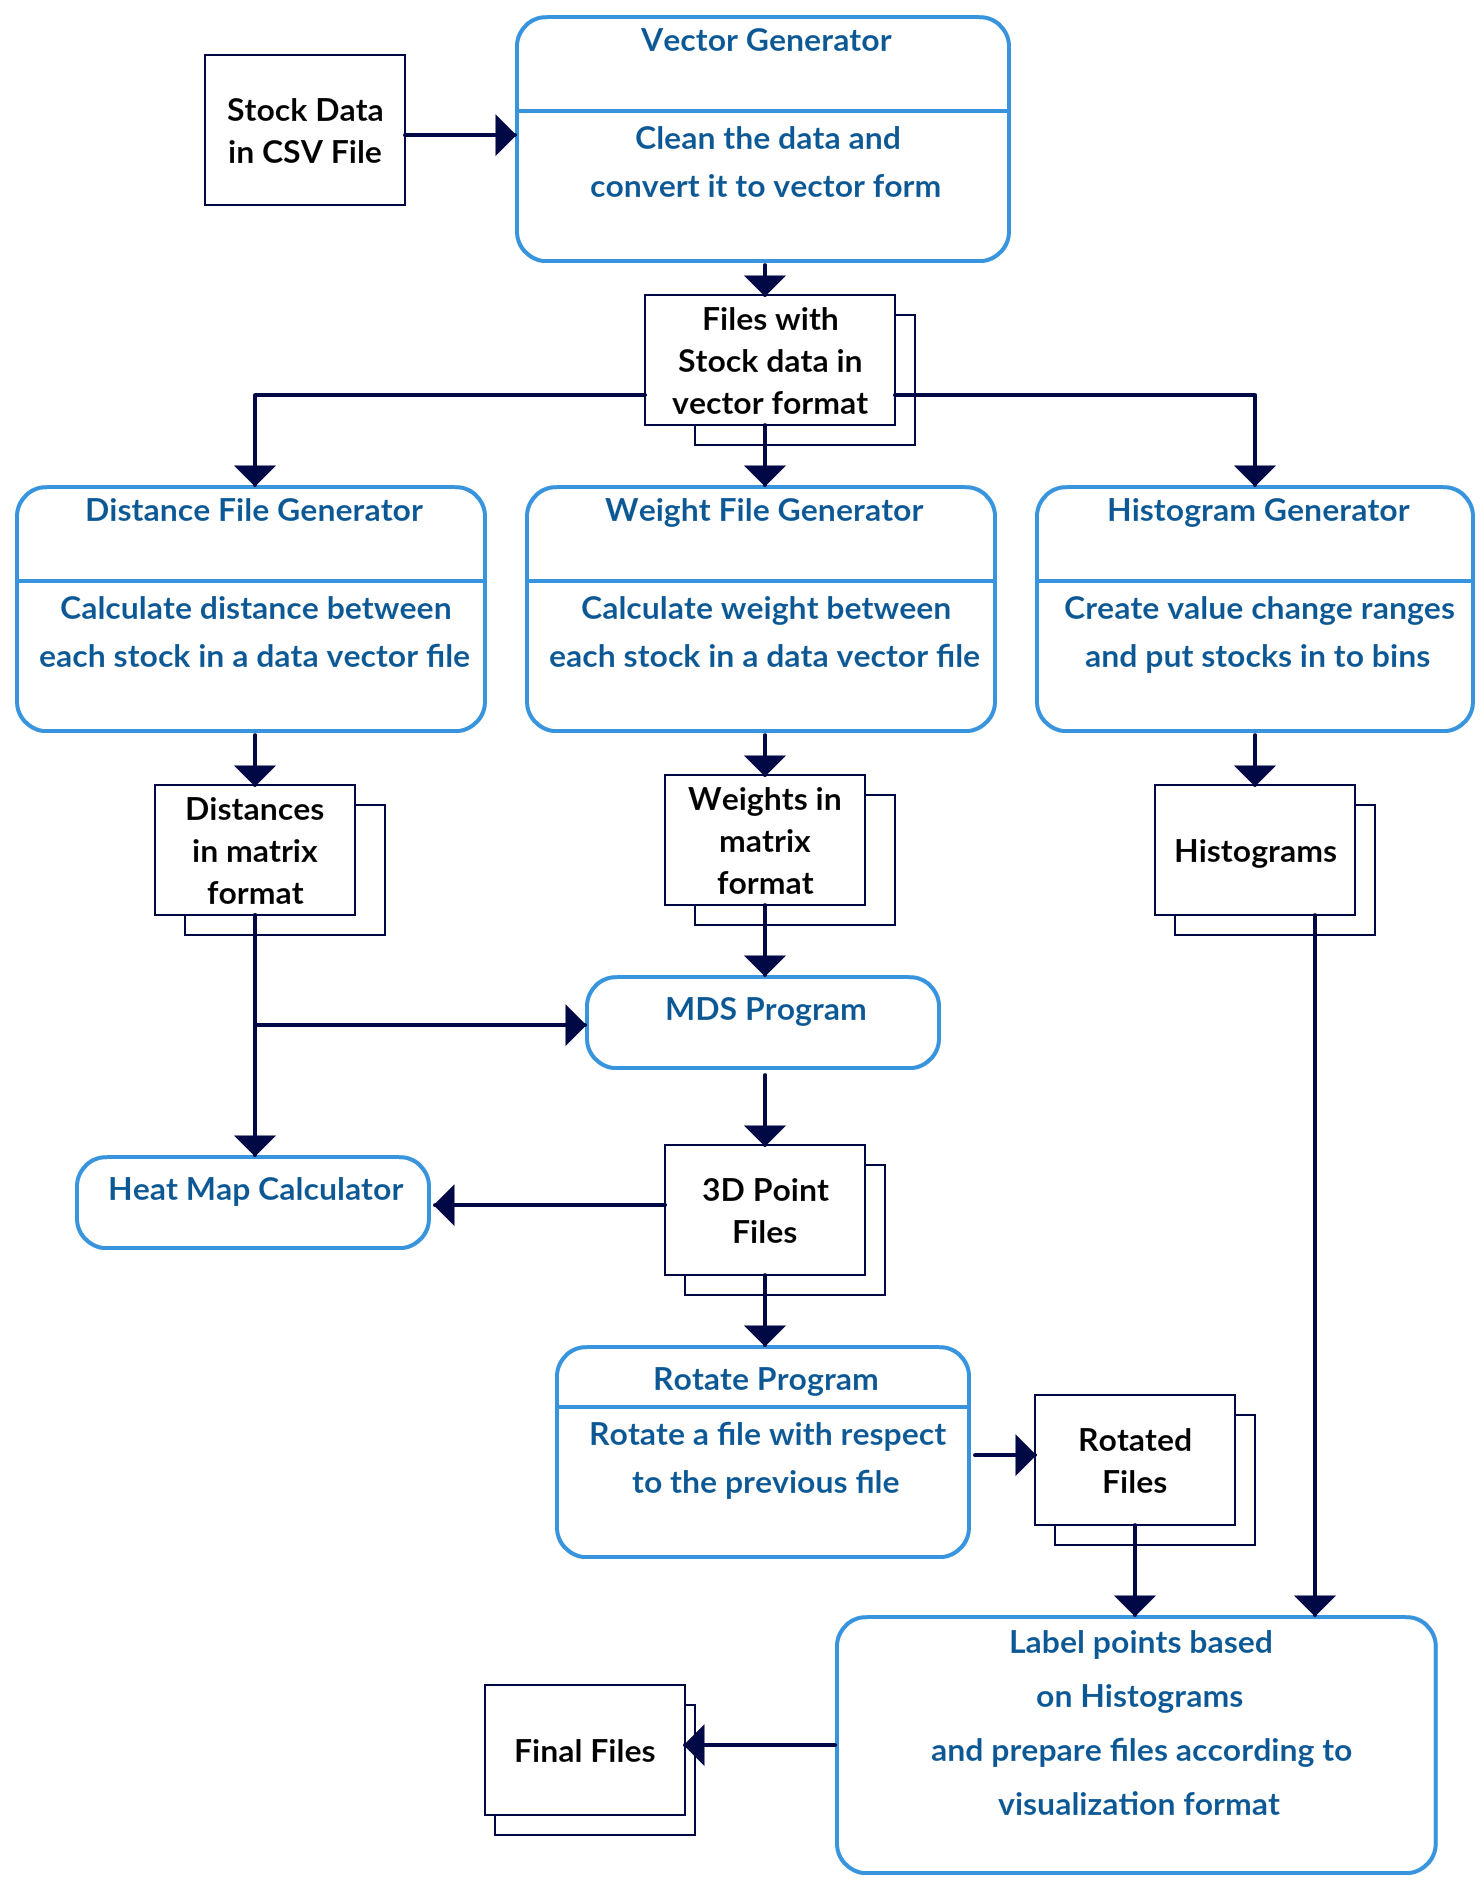 Vector Generator
Stock Data
in CSV File
Clean the data and
convert it to vector form
Files with
Stock data in
vector format
Distance File Generator
Calculate distance between
each stock in a data vector file
Weight File Generator
Calculate weight between
each stock in a data vector file
Histogram Generator
Create value change ranges
and put stocks in to bins
Distances
in matrix
format
Weights in
matrix
format
Histograms
MDS Program
Heat Map Calculator
3D Point
Files
Rotate Program
Rotate a file with respect
to the previous file
Rotated
Files
Label points based
on Histograms
and prepare files according to
visualization format
Final Files